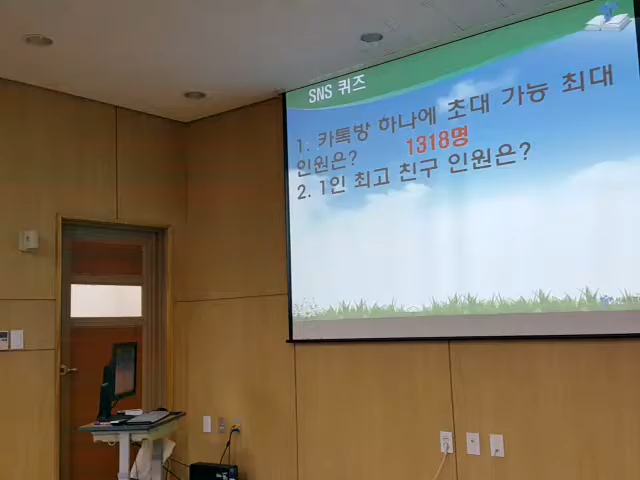 SNS 퀴즈
1. 카톡방 하나에 초대 가능 최대
인원은? 1318명
2. 1인 최고 친구 인원은?